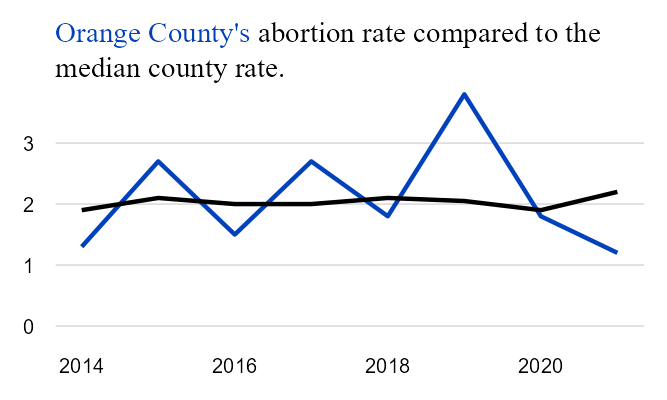 Orange County's abortion rate compared to the
median county rate.
3
2
1
0
2014 2016 2018 2020